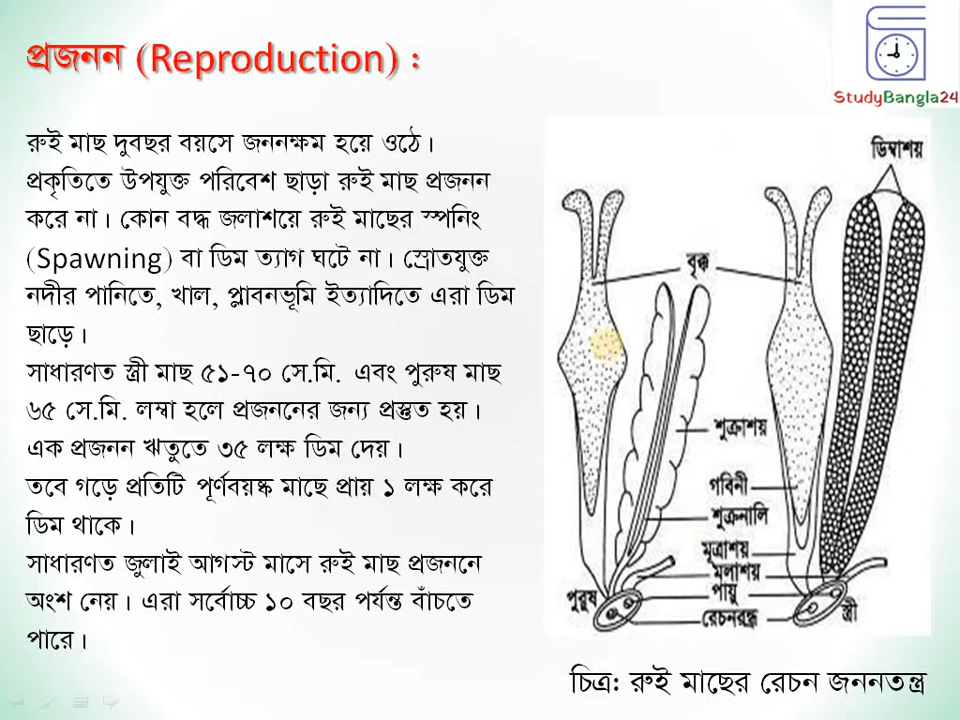 প্রজনন (Reproduction) :
StudyBangla24
রুই মাছ দুবছর বয়সে জননক্ষম হয়ে ওঠে।
প্রকৃতিতে উপযুক্ত পরিবেশ ছাড়া রুই মাছ প্রজনন
করে না। কোন বদ্ধ জলাশয়ে রুই মাছের স্পনিং
(Spawning) বা ডিম ত্যাগ ঘটে না। স্রোতযুক্ত
নদীর পানিতে, খাল, প্লাবনভূমি ইত্যাদিতে এরা ডিম
ছাড়ে।
সাধারণত স্ত্রী মাছ ৫১-৭০ সে.মি. এবং পুরুষ মাছ
৬৫ সে.মি. লম্বা হলে প্রজননের জন্য প্রস্তুত হয়।
এক প্রজনন ঋতুতে ৩৫ লক্ষ ডিম দেয়।
তবে গড়ে প্রতিটি পূর্ণবয়স্ক মাছে প্রায় ১ লক্ষ করে
ডিম থাকে।
সাধারণত জুলাই আগস্ট মাসে রুই মাছ প্রজননে
অংশ নেয়। এরা সর্বোচ্চ ১০ বছর পর্যন্ত বাঁচতে
পারে।
ডিম্বাশয়
বৃক্ক
শুক্রাশয়
গবিনী
শুক্রনালি
মূত্রাশয়
মলাশয়
পায়ু
পুরুষ
রেচনরন্ধ্র
স্ত্রী
চিত্র: রুই মাছের রেচন জননতন্ত্র